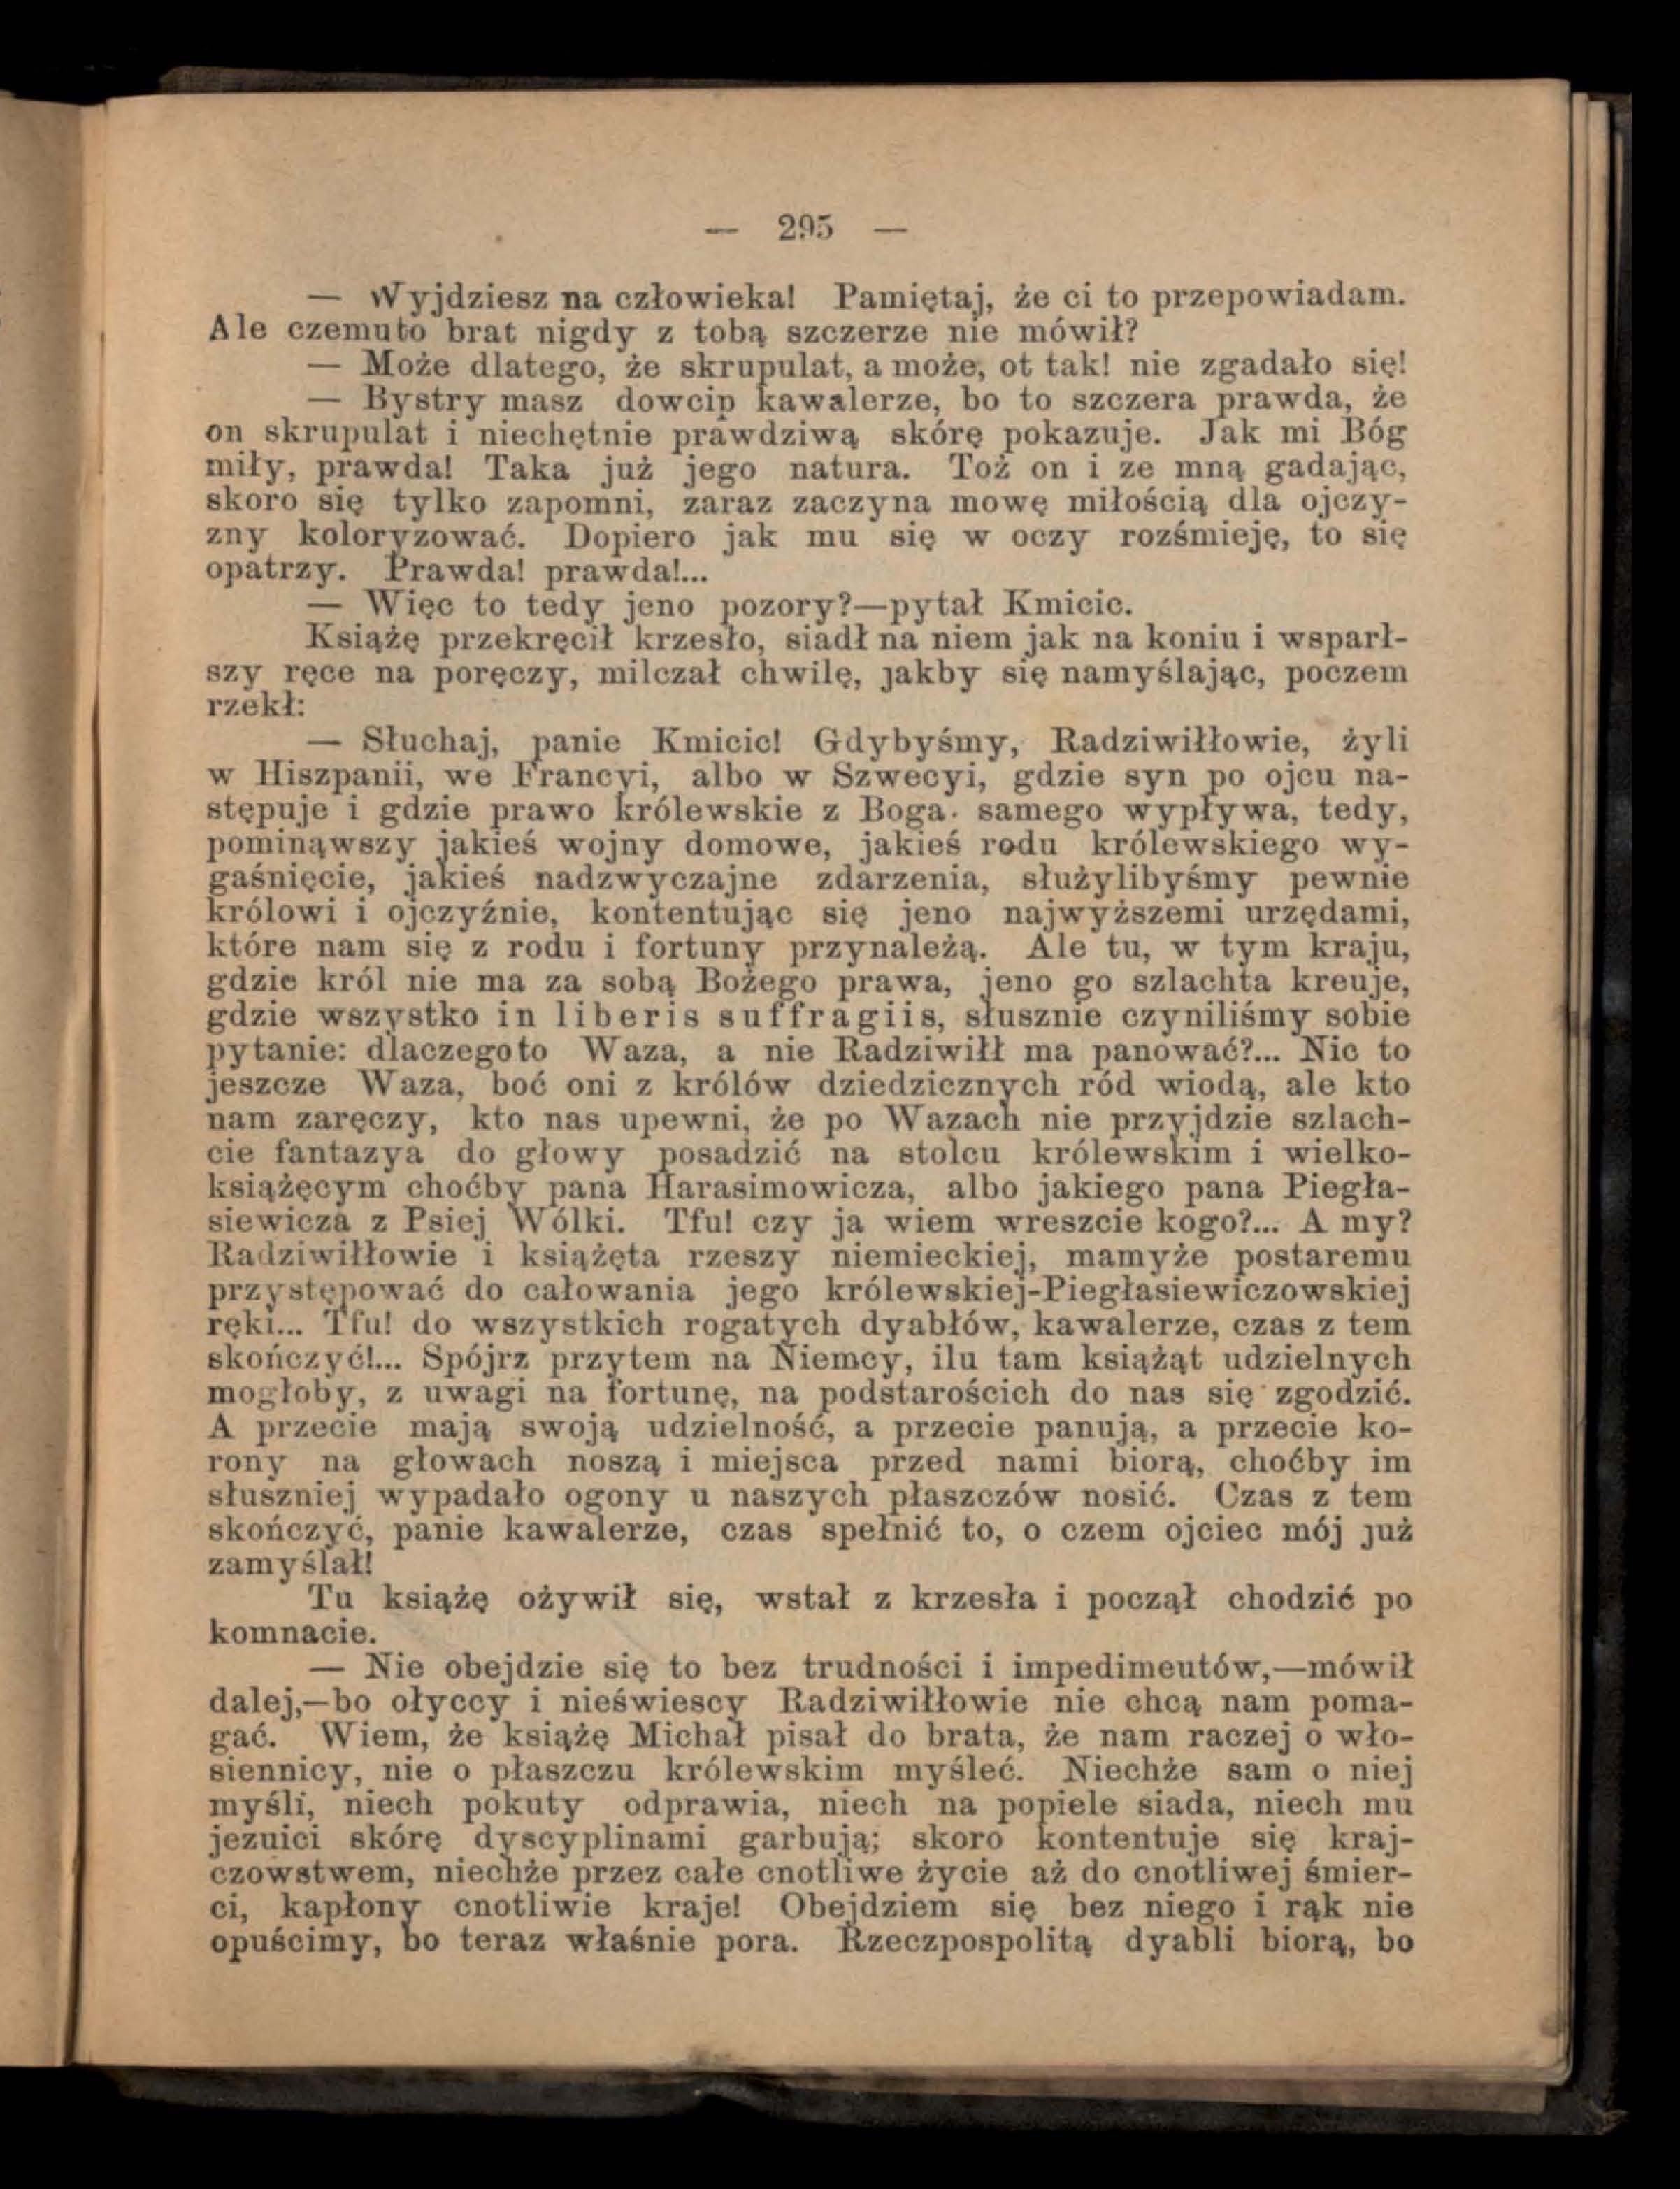 — 295 —
— Wyjdziesz na człowieka! Pamiętaj, że ci to przepowiadam.
Ale czemuto brat nigdy z tobą szczerze nie mówił?
— Może dlatego, że skrupulat, a może, ot tak! nie zgadało się!
— Bystry masz dowcip kawalerze, bo to szczera prawda, że
on skrupulat i niechętnie prawdziwą skórę pokazuje. Jak mi Bóg
miły, prawda! Taka już jego natura. Toż on i ze mną gadając,
skoro się tylko zapomni, zaraz zaczyna mowę miłością dla ojczy-
zny koloryzować. Dopiero jak mu się w oczy rozśmieję, to się
opatrzy. Prawda! prawda!...
— Więc to tedy jeno pozory?—pytał Kmicic.
Książę przekręcił krzesło, siadł na niem jak na koniu i wsparł-
szy ręce na poręczy, milczał chwilę, jakby się namyślając, poczem
rzekł:
— Słuchaj, panie Kmicic! Gdybyśmy, Radziwiłłowie, żyli
w Hiszpanii, we Francyi, albo w Szwecyi, gdzie syn po ojcu na-
stępuje i gdzie prawo królewskie z Boga. samego wypływa, tedy,
pominąwszy jakieś wojny domowe, jakieś rodu królewskiego wy-
gaśnięcie, jakieś nadzwyczajne zdarzenia, służylibyśmy pewnie
królowi i ojczyźnie, kontentując się jeno najwyższemi urzędami,
które nam się z rodu i fortuny przynależą. Ale tu, w tym kraju,
gdzie król nie ma za sobą Bożego prawa, jeno go szlachta kreuje,
gdzie wszystko in liberis suffragiis, słusznie czyniliśmy sobie
pytanie: dlaczegoto Waza, a nie Radziwiłł ma panować?... Nic to
jeszcze Waza, boć oni z królów dziedzicznych ród wiodą, ale kto
nam zaręczy, kto nas upewni, że po Wazach nie przyjdzie szlach-
cie fantazya do głowy posadzić na stolcu królewskim i wielko-
książęcym choćby pana Harasimowicza, albo jakiego pana Piegła-
siewicza z Psiej Wólki. Tfu! czy ja wiem wreszcie kogo?... A my?
Radziwiłłowie i książęta rzeszy niemieckiej, mamyże postaremu
przystępować do całowania jego królewskiej-Piegłasiewiczowskiej
ręki... Tfu! do wszystkich rogatych dyabłów, kawalerze, czas z tem
skończyć!... Spójrz przytem na Niemcy, ilu tam książąt udzielnych
mogłoby, z uwagi na fortunę, na podstarościch do nas się zgodzić.
A przecie mają swoją udzielność, a przecie panują, a przecie ko-
rony na głowach noszą i miejsca przed nami biorą, choćby im
słuszniej wypadało ogony u naszych płaszczów nosić. Czas z tem
skończyć, panie kawalerze, czas spełnić to, o czem ojciec mój już
zamyślał!
Tu książę ożywił się, wstał z krzesła i począł chodzić po
komnacie.
— Nie obejdzie się to bez trudności i impedimeutów,—mówił
dalej,—bo ołyccy i nieświescy Radziwiłłowie nie chcą nam poma-
gać. Wiem, że książę Michał pisał do brata, że nam raczej o wło-
siennicy, nie o płaszczu królewskim myśleć. Niechże sam o niej
myśli, niech pokuty odprawia, niech na popiele siada, niech mu
jezuici skórę dyscyplinami garbują; skoro kontentuje się kraj-
czowstwem, niechże przez całe cnotliwe życie aż do cnotliwej śmier-
ci, kapłony cnotliwie kraje! Obejdziem się bez niego i rąk nie
opuścimy, bo teraz właśnie pora. Rzeczpospolitą dyabli biorą, bo